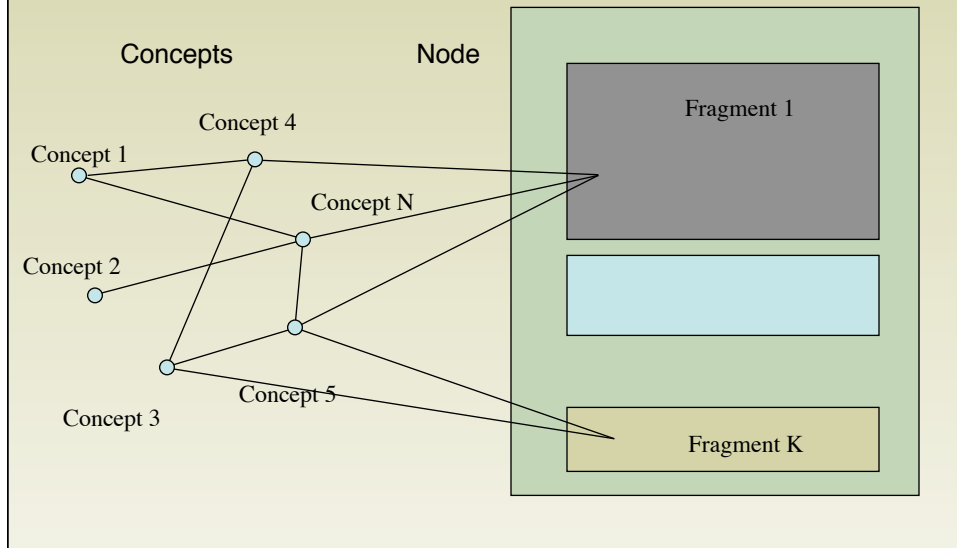 Concepts
Node
Fragment 1
Concept 4
Concept 1
Concept N
Concept 2
Concept 5
Concept 3
Fragment K